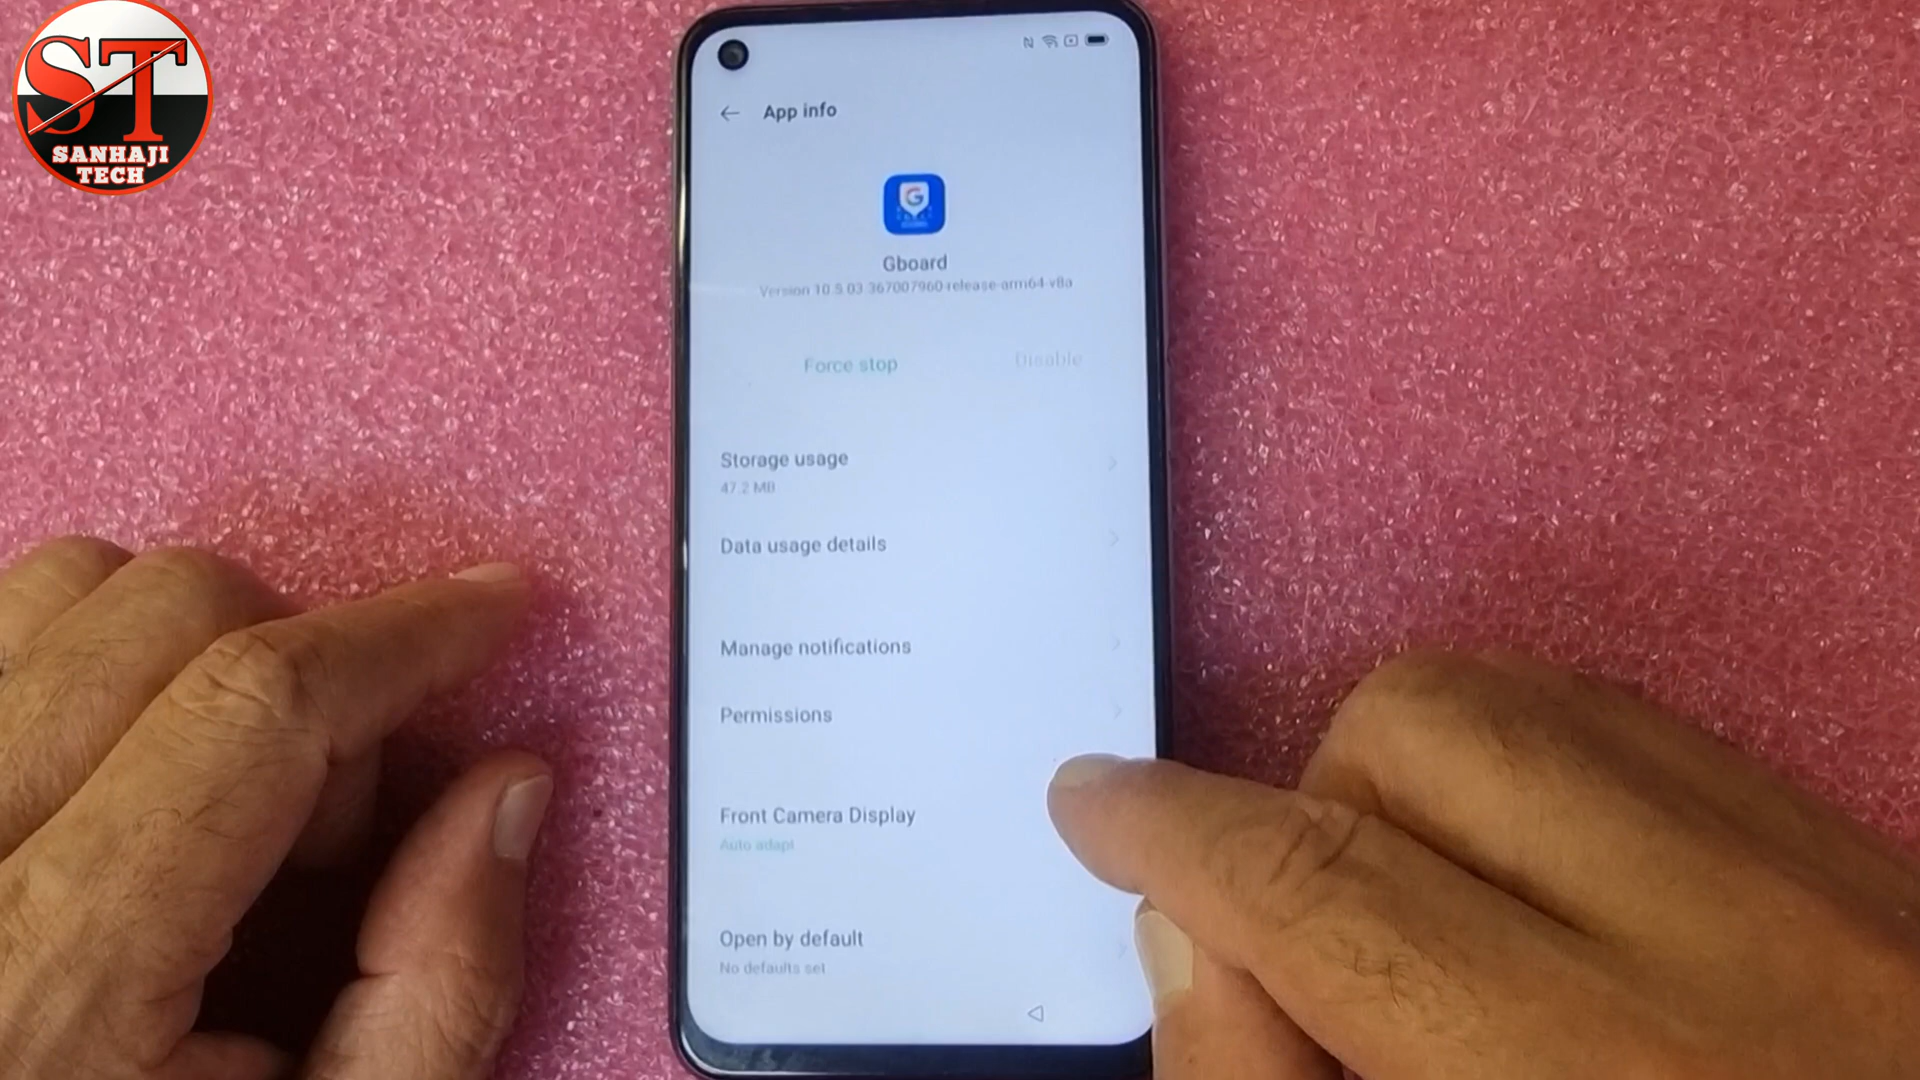 ST
SANHAJI
TECH
App info
Gboard
Version 10.5.03.367007960-release-arm64-v8a
Force stop
Disable
Storage usage
47.2 MB
Data usage details
Manage notifications
Permissions
Front Camera Display
Auto adapt
Open by default
No defaults set